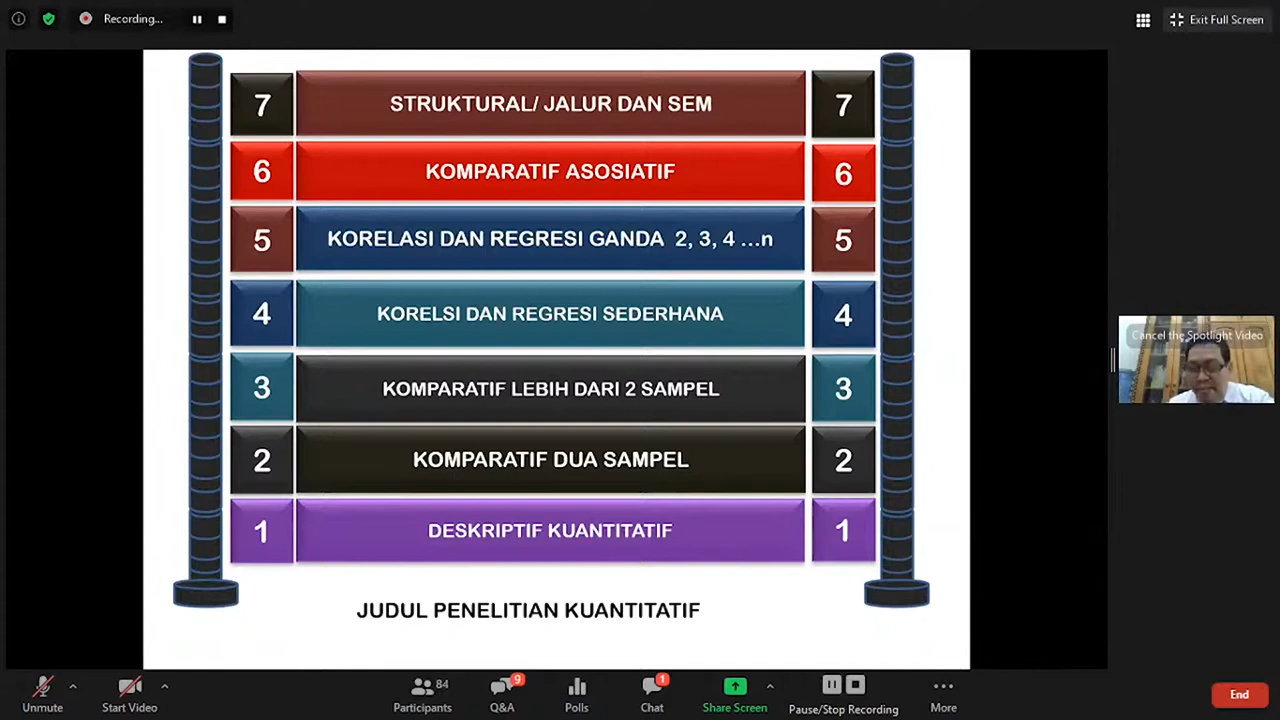 Recording...
Exit Full Screen
7 STRUKTURAL/ JALUR DAN SEM 7
6 KOMPARATIF ASOSIATIF 6
5 KORELASI DAN REGRESI GANDA 2, 3, 4 ...n 5
4 KORELSI DAN REGRESI SEDERHANA 4
3 KOMPARATIF LEBIH DARI 2 SAMPEL 3
2 KOMPARATIF DUA SAMPEL 2
1 DESKRIPTIF KUANTITATIF 1
JUDUL PENELITIAN KUANTITATIF
Cancel the Spotlight Video
Unmute
Start Video
84
Participants
9
Q&A
Polls
1
Chat
Share Screen
Pause/Stop Recording
More
End